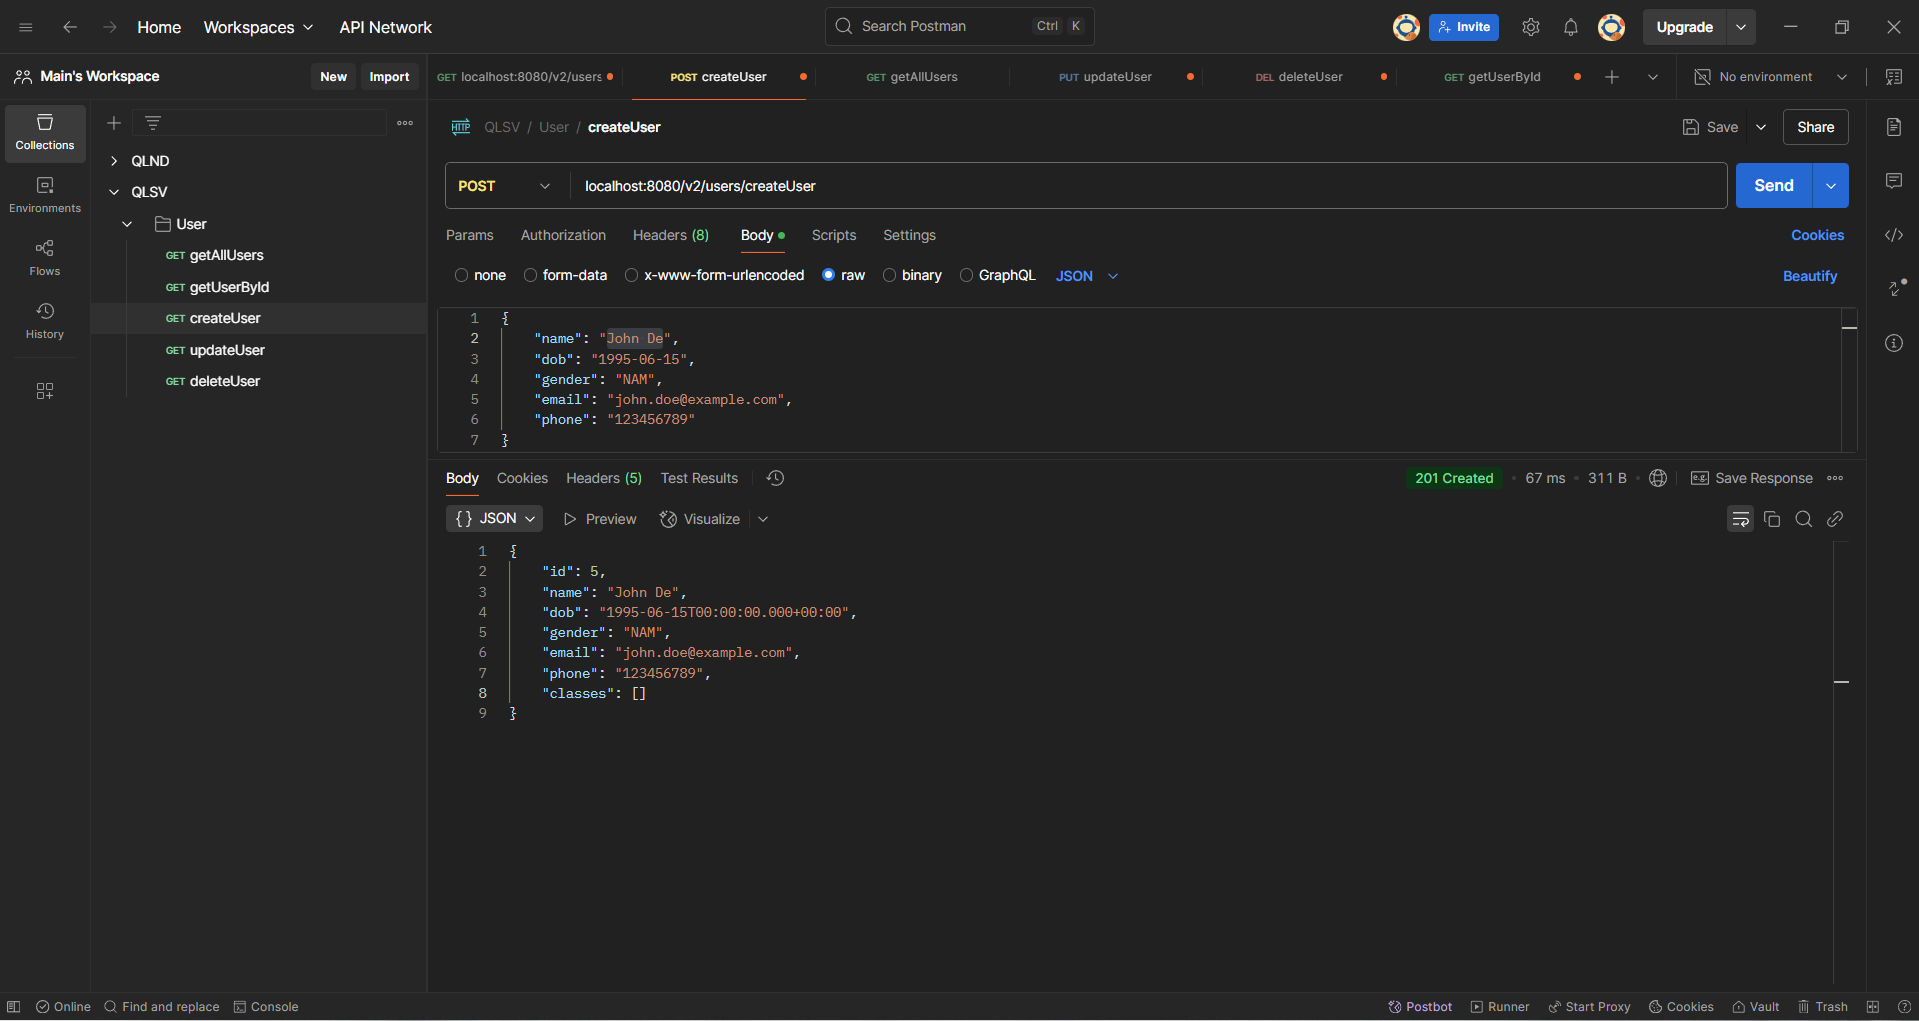 Home Workspaces API Network Search Postman Ctrl K Invite Upgrade
Main's Workspace New Import
GET localhost:8080/v2/users POST createUser GET getAllUsers PUT updateUser DEL deleteUser GET getUserById No environment
Collections
Environments
Flows
History
QLND
QLSV
User
GET getAllUsers
GET getUserById
GET createUser
GET updateUser
GET deleteUser
HTTP QLSV / User / createUser Save Share
POST localhost:8080/v2/users/createUser Send
Params Authorization Headers (8) Body Scripts Settings Cookies
none form-data x-www-form-urlencoded raw binary GraphQL JSON Beautify
1 {
2 "name": "John De",
3 "dob": "1995-06-15",
4 "gender": "NAM",
5 "email": "john.doe@example.com",
6 "phone": "123456789"
7 }
Body Cookies Headers (5) Test Results 201 Created • 67 ms • 311 B • e.g. Save Response
{} JSON Preview Visualize
1 {
2 "id": 5,
3 "name": "John De",
4 "dob": "1995-06-15T00:00:00.000+00:00",
5 "gender": "NAM",
6 "email": "john.doe@example.com",
7 "phone": "123456789",
8 "classes": []
9 }
Online Find and replace Console Postbot Runner Start Proxy Cookies Vault Trash